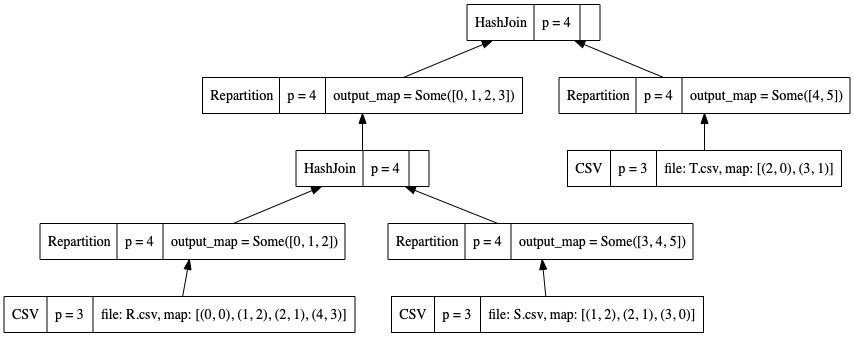 HashJoin p = 4
Repartition p = 4 output_map = Some([0, 1, 2, 3])
Repartition p = 4 output_map = Some([4, 5])
HashJoin p = 4
CSV p = 3 file: T.csv, map: [(2, 0), (3, 1)]
Repartition p = 4 output_map = Some([0, 1, 2])
Repartition p = 4 output_map = Some([3, 4, 5])
CSV p = 3 file: R.csv, map: [(0, 0), (1, 2), (2, 1), (4, 3)]
CSV p = 3 file: S.csv, map: [(1, 2), (2, 1), (3, 0)]